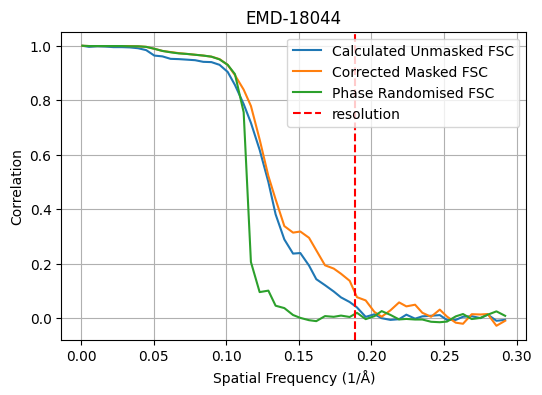 EMD-18044
Calculated Unmasked FSC
Corrected Masked FSC
Phase Randomised FSC
resolution
Correlation
1.0
0.8
0.6
0.4
0.2
0.0
0.00 0.05 0.10 0.15 0.20 0.25 0.30
Spatial Frequency (1/Å)